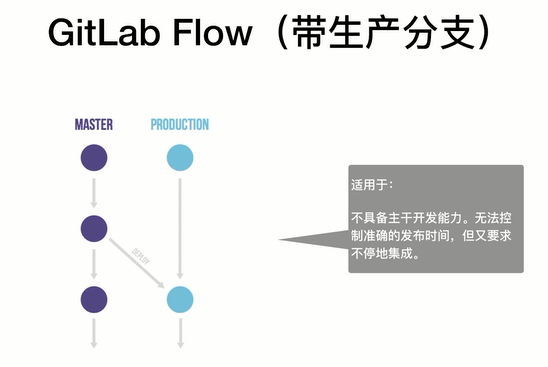 GitLab Flow（带生产分支）
MASTER
PRODUCTION
DEPLOY
适用于：
不具备主干开发能力。无法控
制准确的发布时间，但又要求
不停地集成。